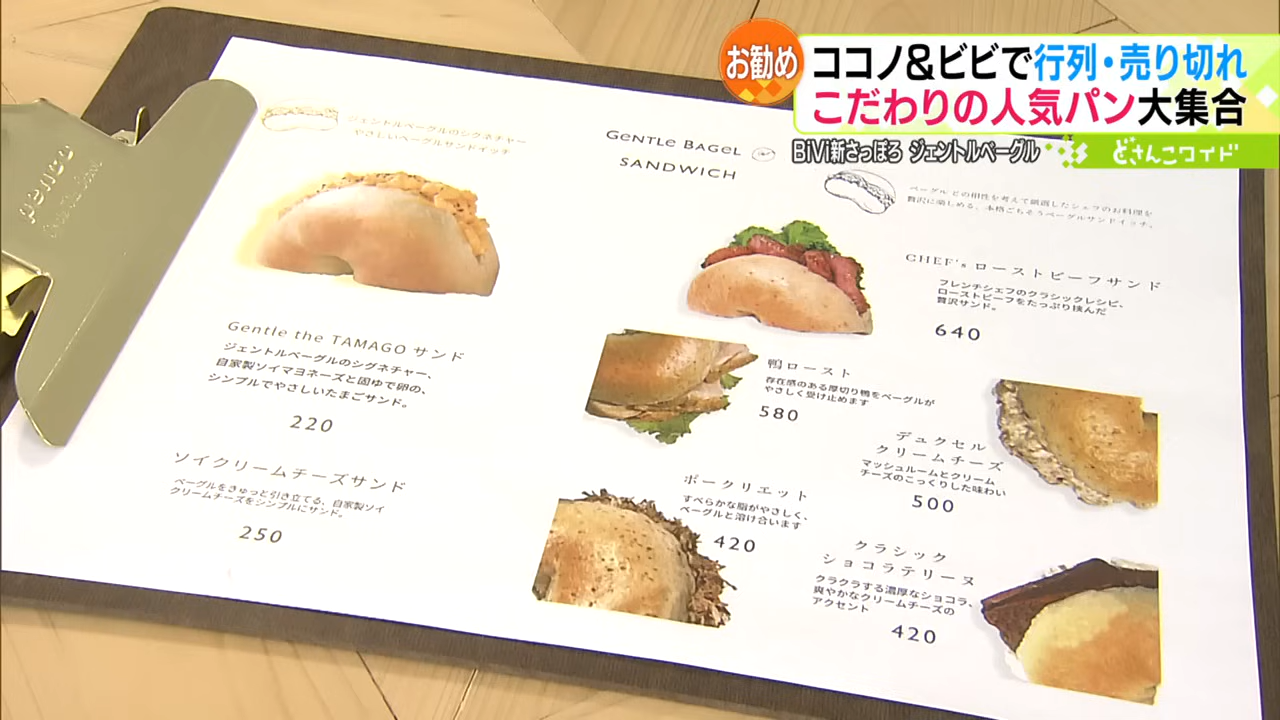 お勧め
ココノ&ビビで行列・売り切れ
こだわりの人気パン大集合
BiVi新さっぽろ ジェントルベーグル
どさんこワイド
penco
ジェントルベーグルのシグネチャー
やさしいベーグルサンドイッチ
GENTLE BAGEL
SANDWICH
ベーグルとの相性を考えて厳選したシェフのお料理を
贅沢に楽しめる、本格ごちそうベーグルサンドイッチ。
Gentle the TAMAGO サンド
ジェントルベーグルのシグネチャー、
自家製ソイマヨネーズと固ゆで卵の、
シンプルでやさしいたまごサンド。
220
ソイクリームチーズサンド
ベーグルをきゅっと引き立てる、自家製ソイ
クリームチーズをシンプルにサンド。
250
CHEF's ローストビーフサンド
フレンチシェフのクラシックレシピ、
ローストビーフをたっぷり挟んだ
贅沢サンド。
640
鴨ロースト
存在感のある厚切り鴨をベーグルが
やさしく受け止めます
580
デュクセル
クリームチーズ
マッシュルームとクリーム
チーズのこっくりした味わい
500
ポークリエット
すべらかな脂がやさしく、
ベーグルと溶け合います
420
クラシック
ショコラテリーヌ
クラクラする濃厚なショコラ、
爽やかなクリームチーズの
アクセント
420